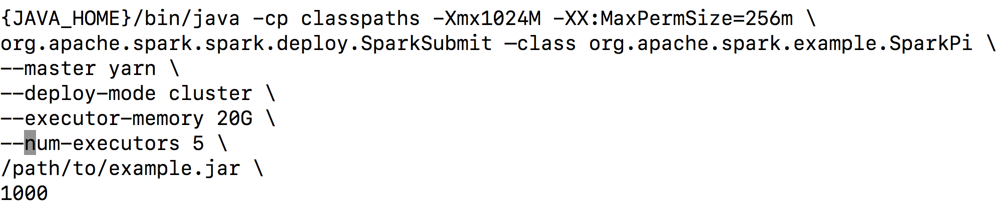 {JAVA_HOME}/bin/java -cp classpaths -Xmx1024M -XX:MaxPermSize=256m \
org.apache.spark.spark.deploy.SparkSubmit —class org.apache.spark.example.SparkPi \
--master yarn \
--deploy-mode cluster \
--executor-memory 20G \
--num-executors 5 \
/path/to/example.jar \
1000